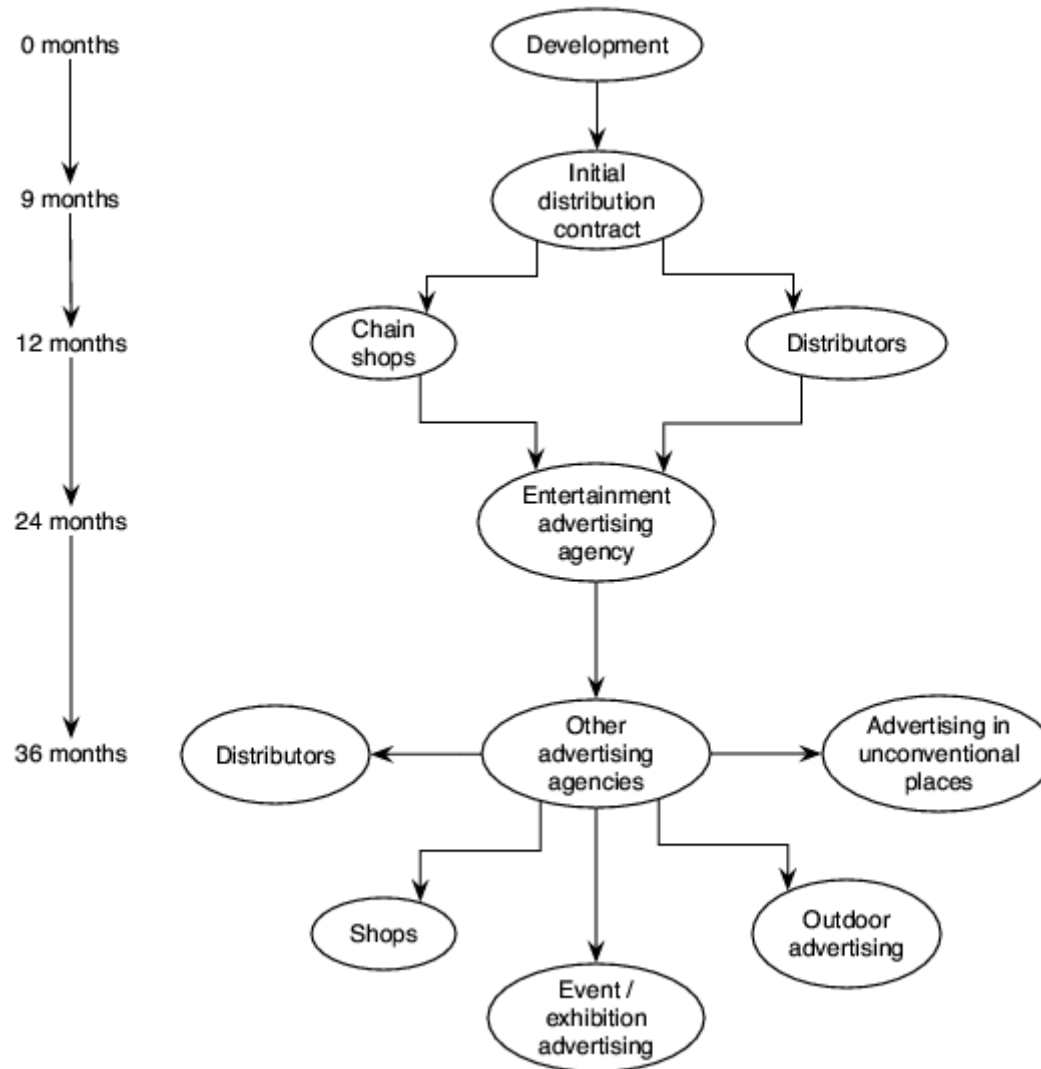 0 months
Development
9 months
Initial
distribution
contract
12 months
Chain
shops
Distributors
24 months
Entertainment
advertising
agency
36 months
Distributors
Other
advertising
agencies
Advertising in
unconventional
places
Shops
Outdoor
advertising
Event /
exhibition
advertising